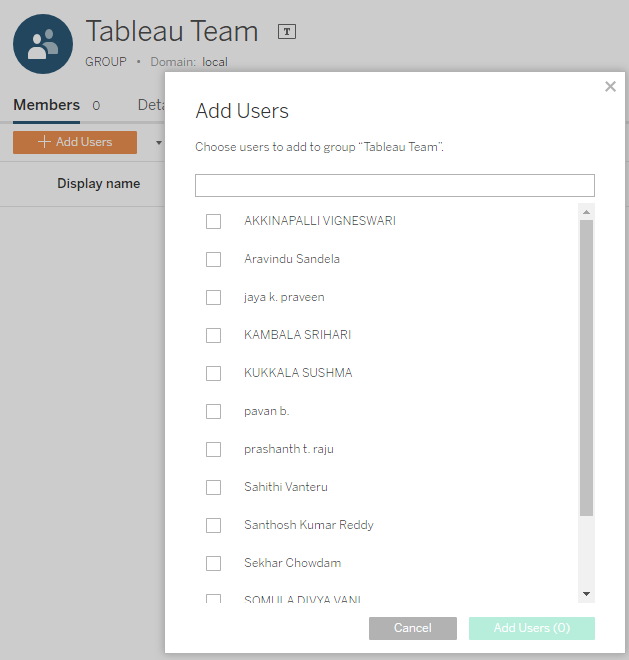 Tableau Team T
GROUP • Domain: local
Members 0 Deta
+ Add Users
Display name
Add Users
Choose users to add to group “Tableau Team”.
AKKINAPALLI VIGNESWARI
Aravindu Sandela
jaya k. praveen
KAMBALA SRIHARI
KUKKALA SUSHMA
pavan b.
prashanth t. raju
Sahithi Vanteru
Santhosh Kumar Reddy
Sekhar Chowdam
SOMULA DIVYA VANI
Cancel Add Users (0)